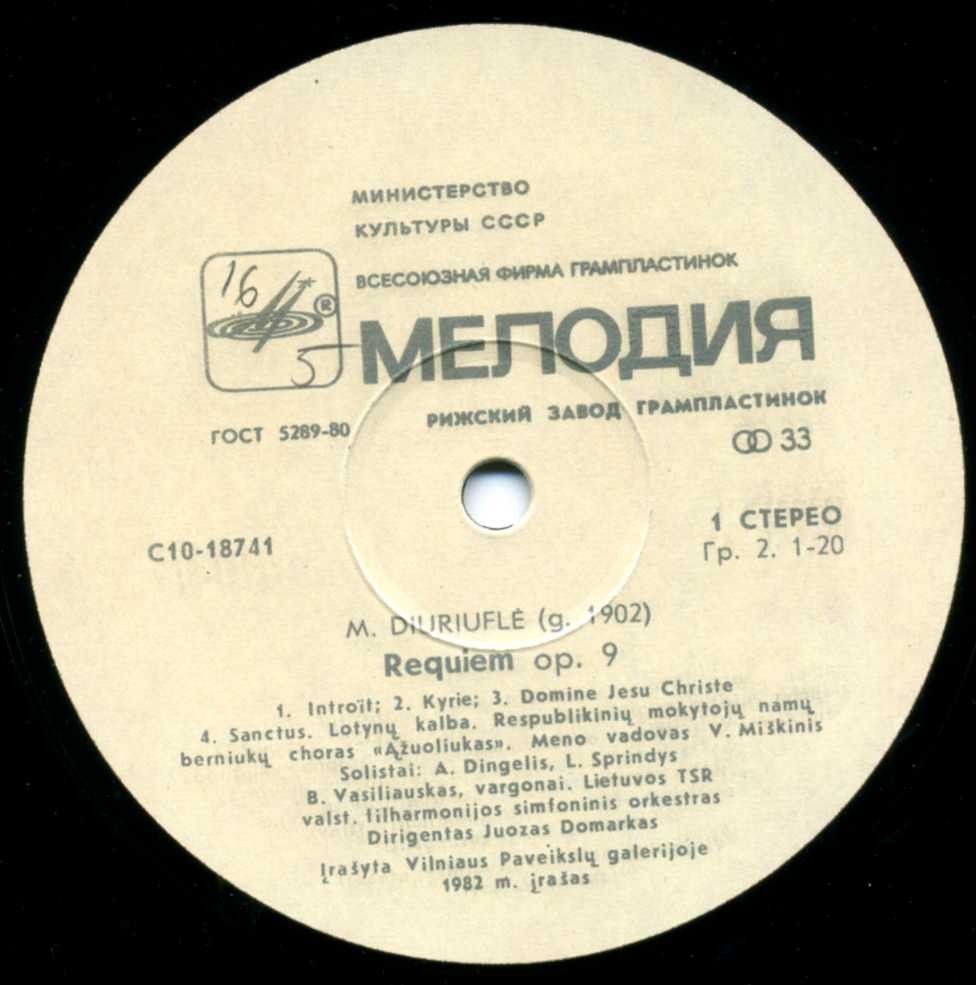 МИНИСТЕРСТВО
КУЛЬТУРЫ СССР
ВСЕСОЮЗНАЯ ФИРМА ГРАМПЛАСТИНОК
16
®
5
МЕЛОДИЯ
РИЖСКИЙ ЗАВОД ГРАМПЛАСТИНОК
ГОСТ 5289-80
33
1 СТЕРЕО
С10-18741
Гр. 2. 1-20
M. DIURIUFLĖ (g. 1902)
Requiem op. 9
1. Introït; 2. Kyrie; 3. Domine Jesu Christe
4. Sanctus. Lotynų kalba. Respublikinių mokytojų namų
berniukų choras «Ąžuoliukas». Meno vadovas V. Miškinis
Solistai: A. Dingelis, L. Sprindys
B. Vasiliauskas, vargonai. Lietuvos TSR
valst. filharmonijos simfoninis orkestras
Dirigentas Juozas Domarkas
Įrašyta Vilniaus Paveikslų galerijoje
1982 m. įrašas